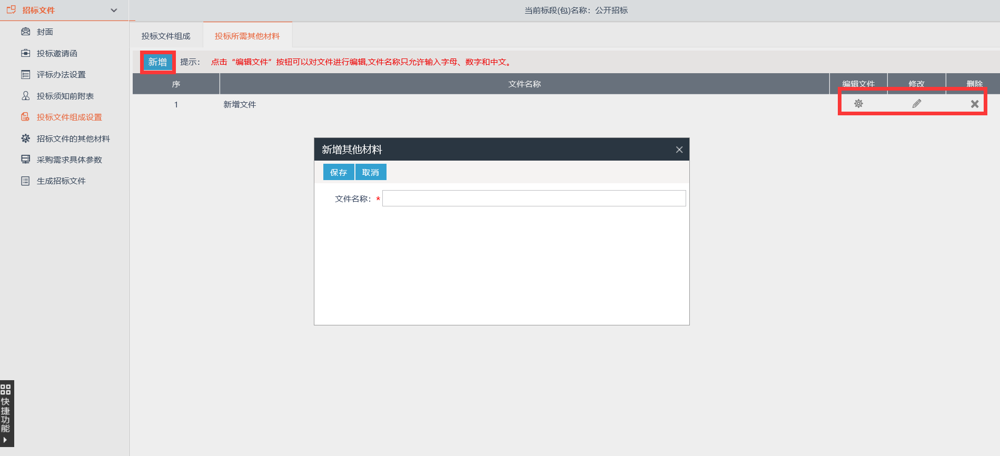 招标文件
当前标段(包)名称：公开招标
封面
投标邀请函
评标办法设置
投标须知前附表
投标文件组成设置
招标文件的其他材料
采购需求具体参数
生成招标文件
投标文件组成
投标所需其他材料
新增
提示：
点击“编辑文件”按钮可以对文件进行编辑,文件名称只允许输入字母、数字和中文。
序
文件名称
编辑文件
修改
删除
1
新增文件
新增其他材料
保存
取消
文件名称：*
快捷功能